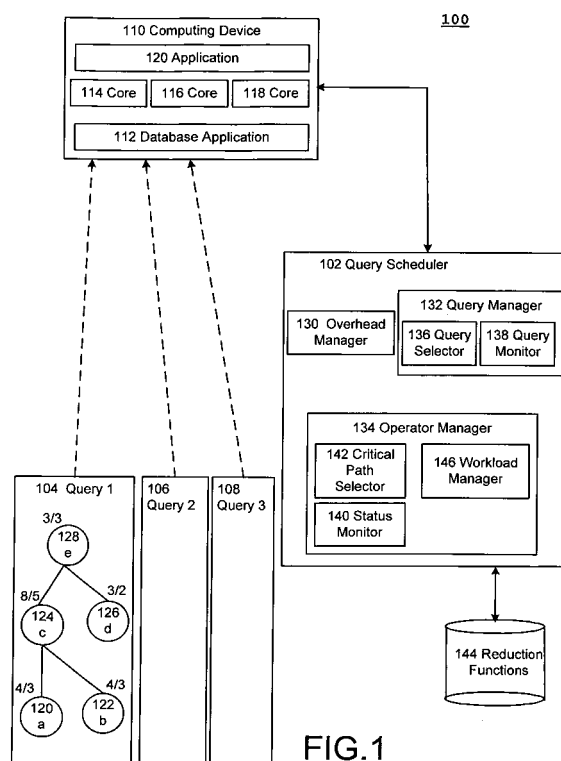 100
110 Computing Device
120 Application
114 Core
116 Core
118 Core
112 Database Application
102 Query Scheduler
132 Query Manager
130 Overhead
Manager
136 Query
Selector
138 Query
Monitor
134 Operator Manager
142 Critical
Path
Selector
146 Workload
Manager
140 Status
Monitor
104 Query 1
106
Query 2
108
Query 3
3/3
128
e
8/5
3/2
124
c
126
d
4/3
4/3
120
a
122
b
144 Reduction
Functions
FIG.1